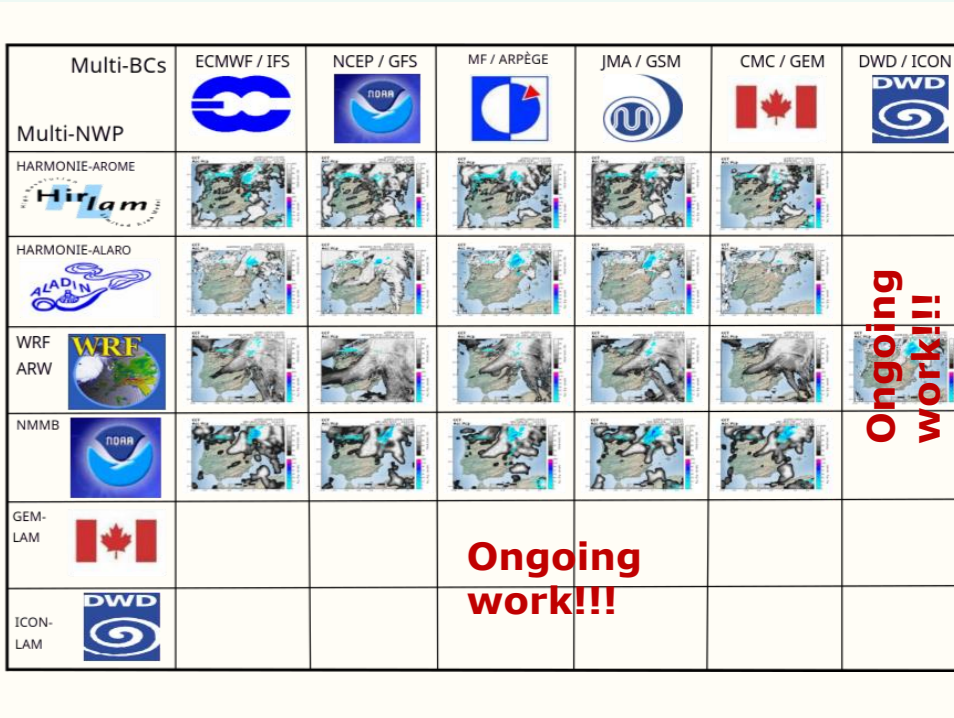 Multi-BCs
Multi-NWP
ECMWF / IFS
NCEP / GFS
MF / ARPÈGE
JMA / GSM
CMC / GEM
DWD / ICON
NOAA
DWD
HARMONIE-AROME
Hirlam
HARMONIE-ALARO
ALADIN
WRF
ARW
WRF
NMMB
NOAA
GEM-
LAM
ICON-
LAM
DWD
Ongoing
work!!!
Ongoing
work!!!